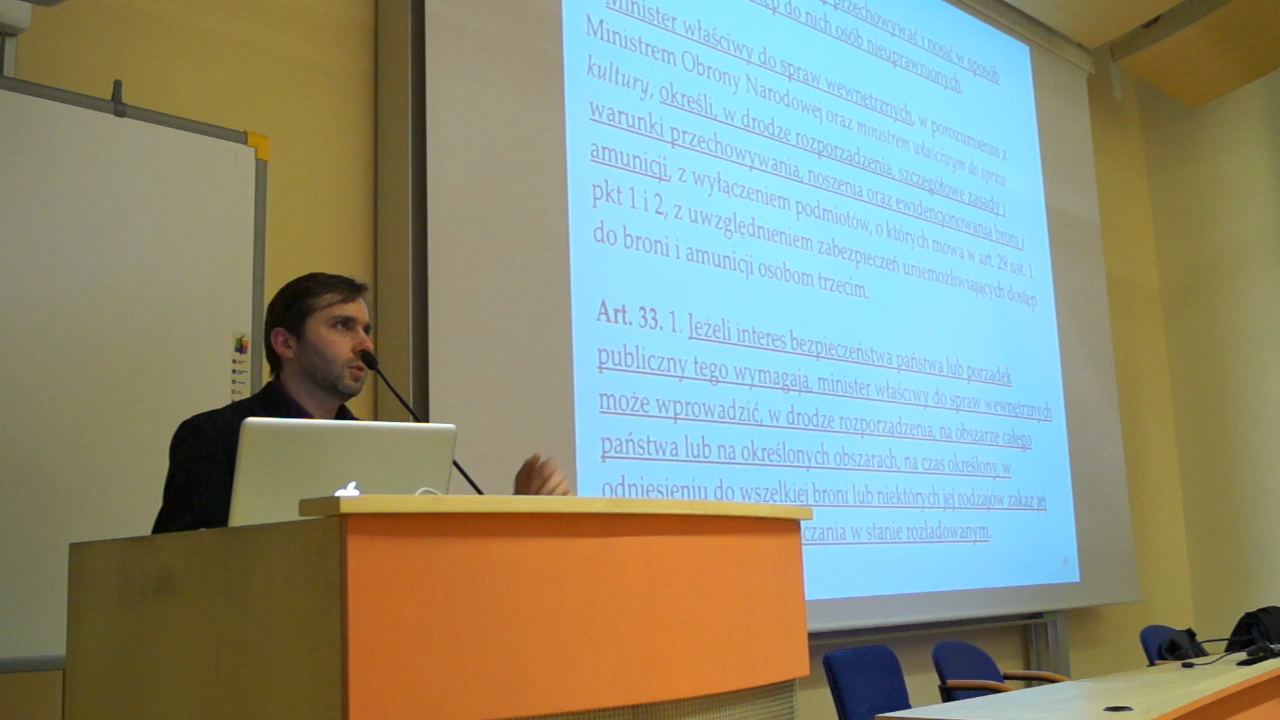 przechowywać i nosić w sposób
do nich osób nieuprawnionych.
Minister właściwy do spraw wewnętrznych, w porozumieniu z
Ministrem Obrony Narodowej oraz ministrem właściwym do spraw
kultury, określi, w drodze rozporządzenia, szczegółowe zasady i
warunki przechowywania, noszenia oraz ewidencjonowania broni i
amunicji, z wyłączeniem podmiotów, o których mowa w art. 29 ust. 1
pkt 1 i 2, z uwzględnieniem zabezpieczeń uniemożliwiających dostęp
do broni i amunicji osobom trzecim.
Art. 33. 1. Jeżeli interes bezpieczeństwa państwa lub porządek
publiczny tego wymagają, minister właściwy do spraw wewnętrznych
może wprowadzić, w drodze rozporządzenia, na obszarze całego
państwa lub na określonych obszarach, na czas określony, w
odniesieniu do wszelkiej broni lub niektórych jej rodzajów zakaz jej
czania w stanie rozładowanym.